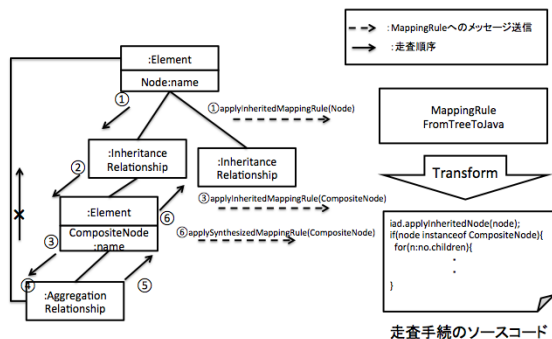 :Element
Node:name
①
①applyInheritedMappingRule(Node)
:Inheritance
Relationship
:Inheritance
Relationship
②
:Element
CompositeNode
:name
③
⑥
③applyInheritedMappingRule(CompositeNode)
⑥applySynthesizedMappingRule(CompositeNode)
④
:Aggregation
Relationship
⑤
:MappingRuleへのメッセージ送信
:走査順序
MappingRule
FromTreeToJava
Transform
iad.applyInheritedNode(node);
if(node instanceof CompositeNode){
for(n:no.children){
.
.
}
走査手続のソースコード